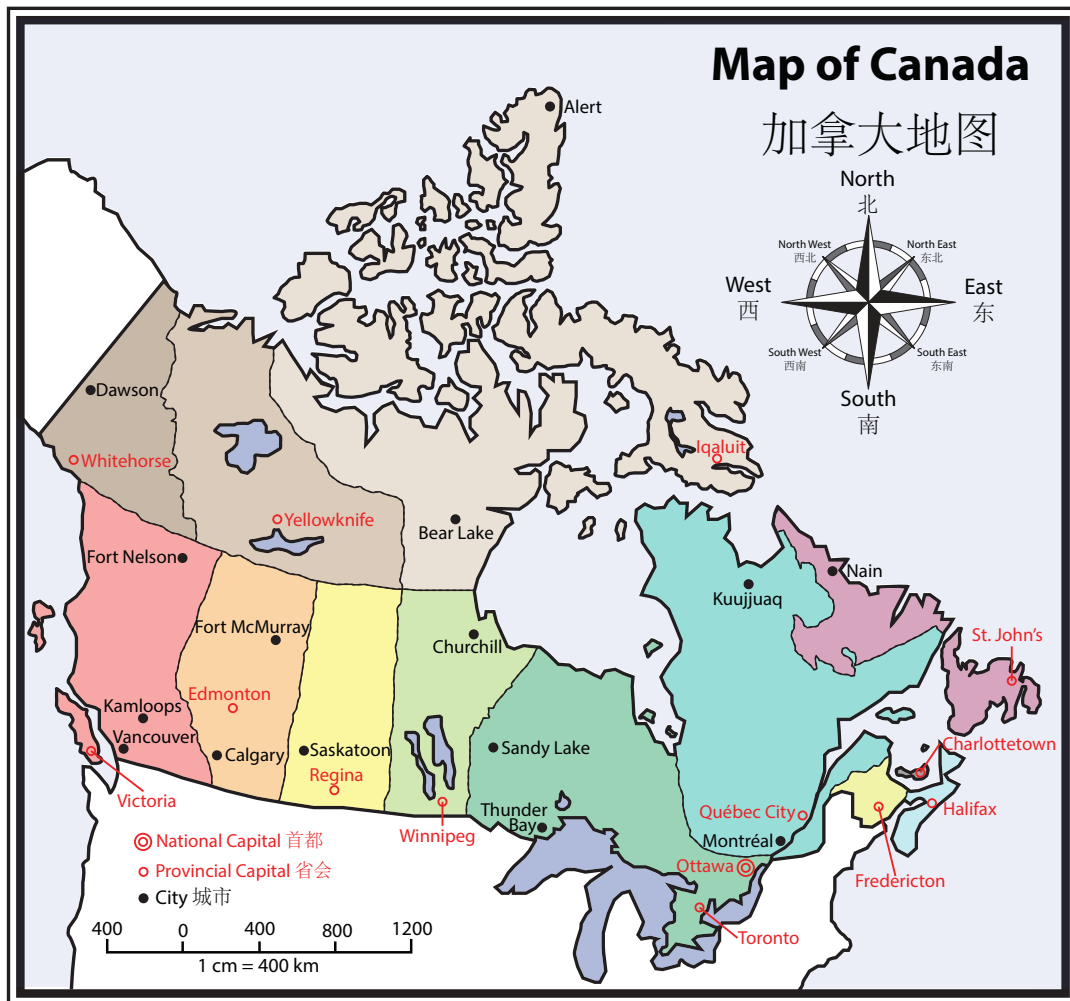 Map of Canada
加拿大地图
Alert
North
北
North West
西北
North East
东北
West
西
East
东
South West
西南
South East
东南
South
南
Dawson
Whitehorse
Iqaluit
Yellowknife
Bear Lake
Fort Nelson
Nain
Kuujjuaq
Fort McMurray
Churchill
St. John's
Edmonton
Kamloops
Vancouver
Calgary
Saskatoon
Sandy Lake
Charlottetown
Regina
Victoria
Winnipeg
Thunder
Bay
Québec City
Halifax
Montréal
Ottawa
Fredericton
Toronto
National Capital 首都
Provincial Capital 省会
City 城市
400 0 400 800 1200
1 cm = 400 km